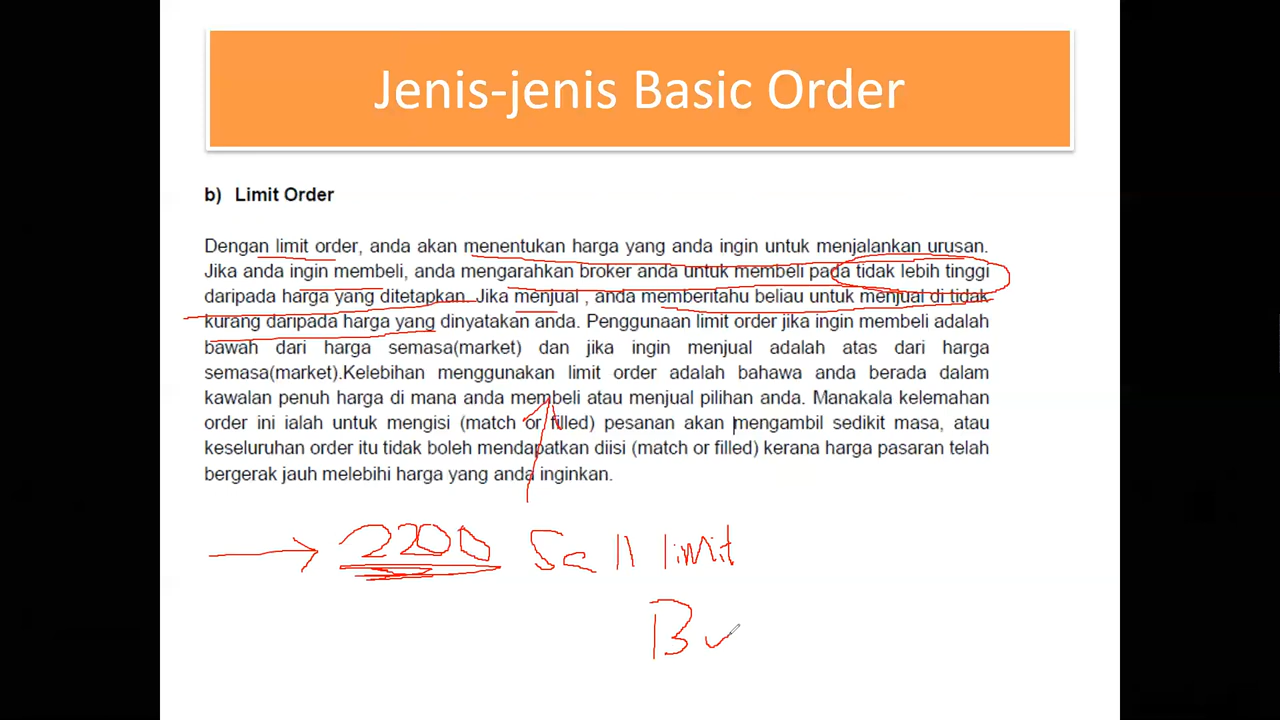 Jenis-jenis Basic Order
b) Limit Order
Dengan limit order, anda akan menentukan harga yang anda ingin untuk menjalankan urusan.
Jika anda ingin membeli, anda mengarahkan broker anda untuk membeli pada tidak lebih tinggi
daripada harga yang ditetapkan. Jika menjual , anda memberitahu beliau untuk menjual di tidak
kurang daripada harga yang dinyatakan anda. Penggunaan limit order jika ingin membeli adalah
bawah dari harga semasa(market) dan jika ingin menjual adalah atas dari harga
semasa(market).Kelebihan menggunakan limit order adalah bahawa anda berada dalam
kawalan penuh harga di mana anda membeli atau menjual pilihan anda. Manakala kelemahan
order ini ialah untuk mengisi (match or filled) pesanan akan mengambil sedikit masa, atau
keseluruhan order itu tidak boleh mendapatkan diisi (match or filled) kerana harga pasaran telah
bergerak jauh melebihi harga yang anda inginkan.
2200 Sell limit
Bu